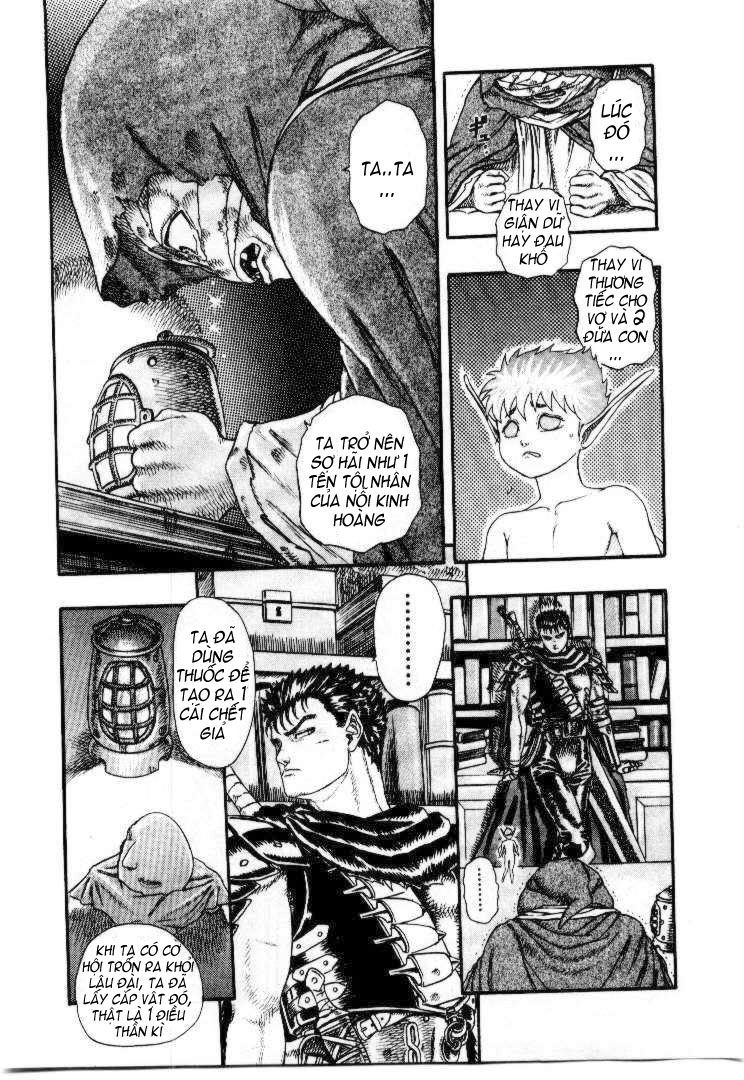 LÚC
ĐÓ
...
ギュ
THAY VÌ
GIẬN DỮ
HAY ĐAU
KHỔ
THAY VÌ
THƯƠNG
TIẾC CHO
VỢ VÀ 2
ĐỨA CON
...
TA..TA
...
TA TRỞ NÊN
SỢ HÃI NHƯ 1
TÊN TỘI NHÂN
CỦA NỖI KINH
HOÀNG
........
........
TA ĐÃ
DÙNG
THUỐC ĐỂ
TẠO RA 1
CÁI CHẾT
GIẢ
KHI TA CÓ CƠ
HỘI TRỐN RA KHỎI
LÂU ĐÀI, TA ĐÃ
LẤY CẮP VẬT ĐÓ,
THẬT LÀ 1 ĐIỀU
THẦN KÌ